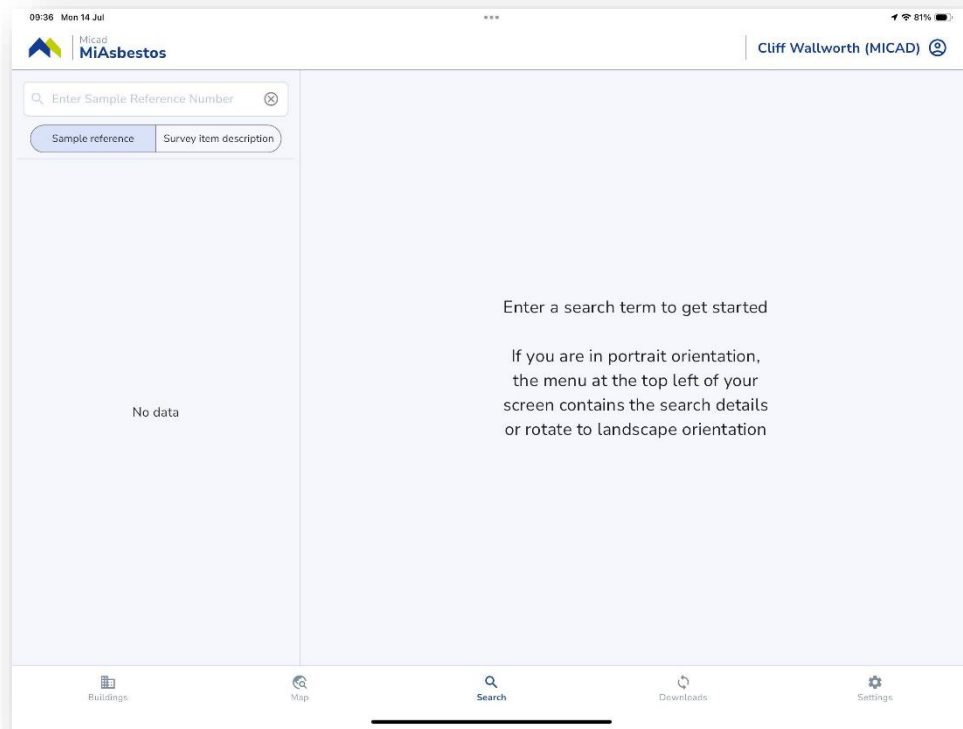 09:36 Mon 14 Jul
81%
Micad
MiAsbestos
Cliff Wallworth (MICAD)
Enter Sample Reference Number
Sample reference
Survey item description
No data
Enter a search term to get started
If you are in portrait orientation,
the menu at the top left of your
screen contains the search details
or rotate to landscape orientation
Buildings
Map
Search
Downloads
Settings